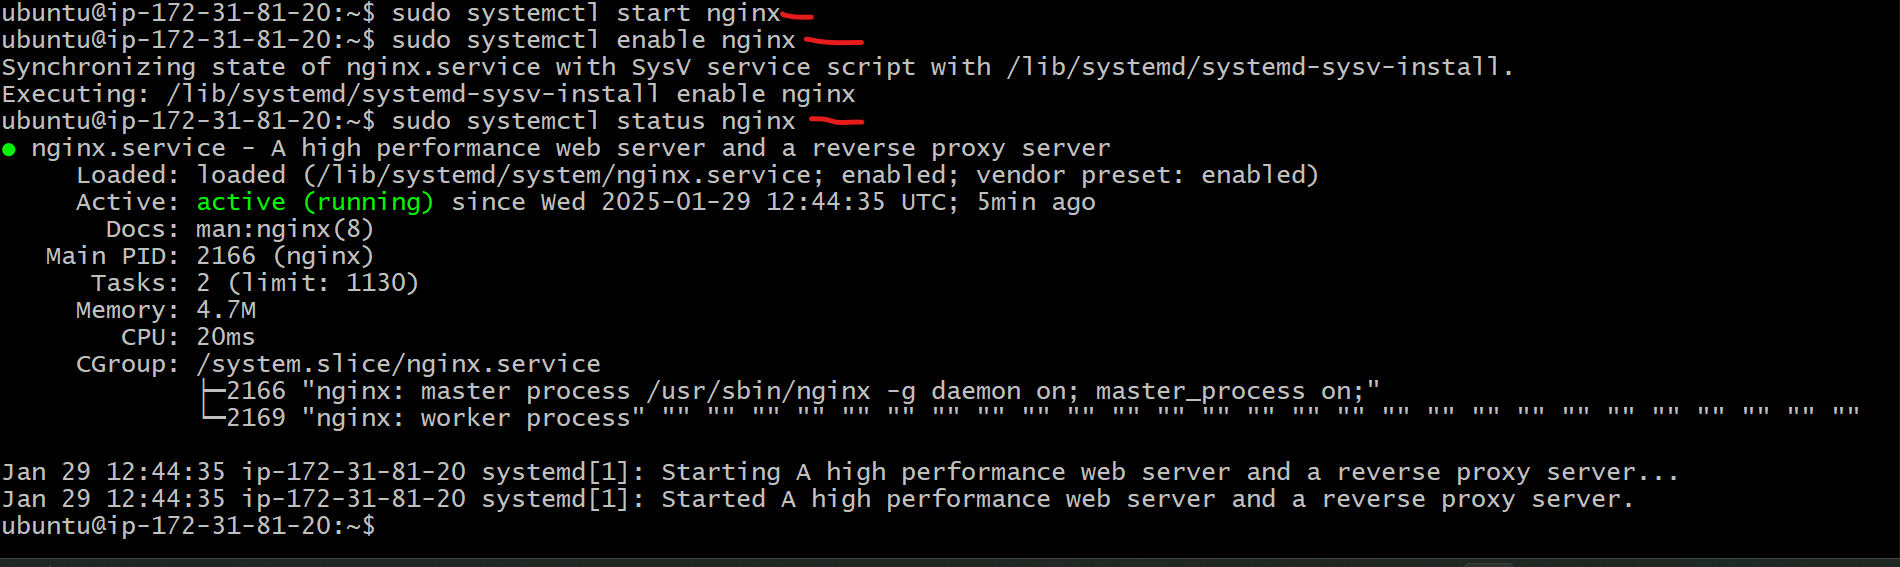 ubuntu@ip-172-31-81-20:~$ sudo systemctl start nginx
ubuntu@ip-172-31-81-20:~$ sudo systemctl enable nginx
Synchronizing state of nginx.service with SysV service script with /lib/systemd/systemd-sysv-install.
Executing: /lib/systemd/systemd-sysv-install enable nginx
ubuntu@ip-172-31-81-20:~$ sudo systemctl status nginx
● nginx.service - A high performance web server and a reverse proxy server
     Loaded: loaded (/lib/systemd/system/nginx.service; enabled; vendor preset: enabled)
     Active: active (running) since Wed 2025-01-29 12:44:35 UTC; 5min ago
       Docs: man:nginx(8)
   Main PID: 2166 (nginx)
      Tasks: 2 (limit: 1130)
     Memory: 4.7M
        CPU: 20ms
     CGroup: /system.slice/nginx.service
             ├─2166 "nginx: master process /usr/sbin/nginx -g daemon on; master_process on;"
             └─2169 "nginx: worker process" "" "" "" "" "" "" "" "" "" "" "" "" "" "" "" "" "" "" "" "" "" "" "" "" "" "" ""
Jan 29 12:44:35 ip-172-31-81-20 systemd[1]: Starting A high performance web server and a reverse proxy server...
Jan 29 12:44:35 ip-172-31-81-20 systemd[1]: Started A high performance web server and a reverse proxy server.
ubuntu@ip-172-31-81-20:~$